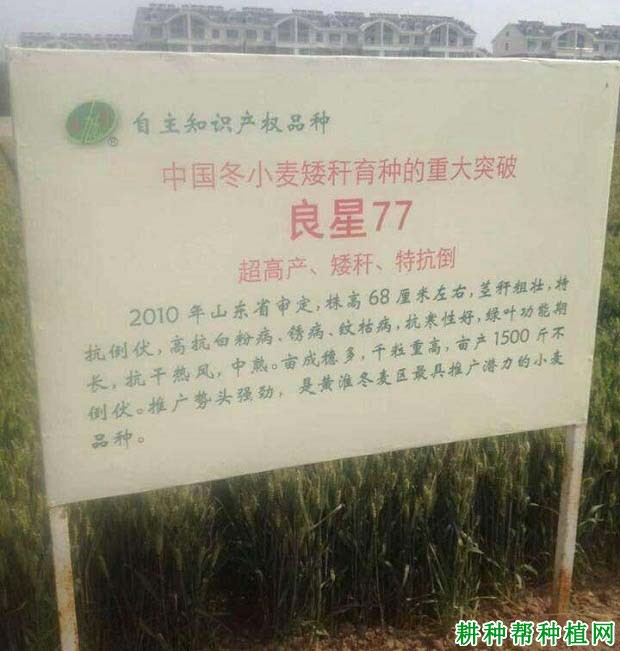 自主知识产权品种
中国冬小麦矮秆育种的重大突破
良星77
超高产、矮秆、特抗倒
2010年山东省审定，株高68厘米左右，茎秆粗壮，特
抗倒伏，高抗白粉病、锈病、纹枯病，抗寒性好，绿叶功能期
长，抗干热风，中熟。亩成穗多，千粒重高，亩产1500斤不
倒伏。推广势头强劲，是黄淮冬麦区最具推广潜力的小麦
品种。
耕种帮种植网